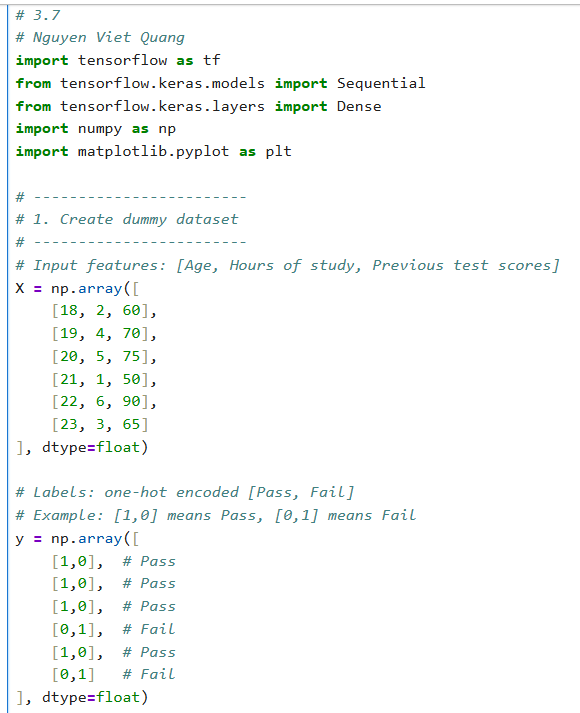 # 3.7
# Nguyen Viet Quang
import tensorflow as tf
from tensorflow.keras.models import Sequential
from tensorflow.keras.layers import Dense
import numpy as np
import matplotlib.pyplot as plt

# ------------------------
# 1. Create dummy dataset
# ------------------------
# Input features: [Age, Hours of study, Previous test scores]
X = np.array([
    [18, 2, 60],
    [19, 4, 70],
    [20, 5, 75],
    [21, 1, 50],
    [22, 6, 90],
    [23, 3, 65]
], dtype=float)

# Labels: one-hot encoded [Pass, Fail]
# Example: [1,0] means Pass, [0,1] means Fail
y = np.array([
    [1,0],  # Pass
    [1,0],  # Pass
    [1,0],  # Pass
    [0,1],  # Fail
    [1,0],  # Pass
    [0,1]   # Fail
], dtype=float)